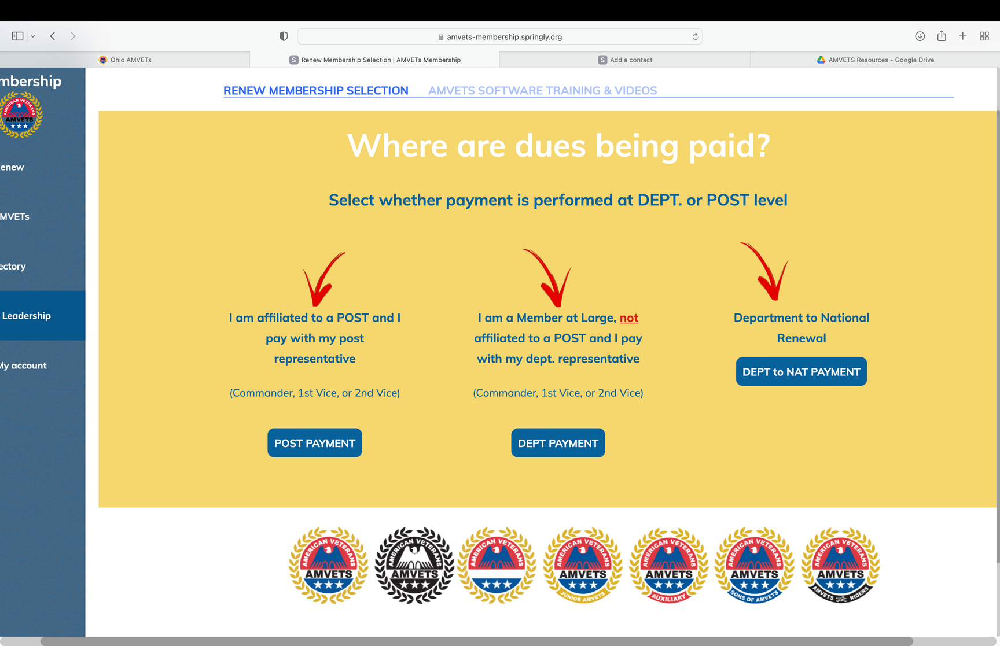 amvets-membership.springly.org
Ohio AMVETs
S Renew Membership Selection | AMVETs Membership
S Add a contact
AMVETS Resources - Google Drive
mbership
AMERICAN VETERANS
AMVETS
enew
MVETs
ectory
Leadership
My account
RENEW MEMBERSHIP SELECTION
AMVETS SOFTWARE TRAINING & VIDEOS
Where are dues being paid?
Select whether payment is performed at DEPT. or POST level
I am affiliated to a POST and I
pay with my post
representative
(Commander, 1st Vice, or 2nd Vice)
POST PAYMENT
I am a Member at Large, not
affiliated to a POST and I pay
with my dept. representative
(Commander, 1st Vice, or 2nd Vice)
DEPT PAYMENT
Department to National
Renewal
DEPT to NAT PAYMENT
AMERICAN VETERANS
AMVETS
AMERICAN VETERANS
AMVETS
AMERICAN VETERANS
AMERICAN VETERANS
AMVETS
JUNIOR AMVETS
AMERICAN VETERANS
AMVETS
AUXILIARY
AMERICAN VETERANS
AMVETS
SONS OF AMVETS
AMERICAN VETERANS
AMVETS
AMVETS RIDERS